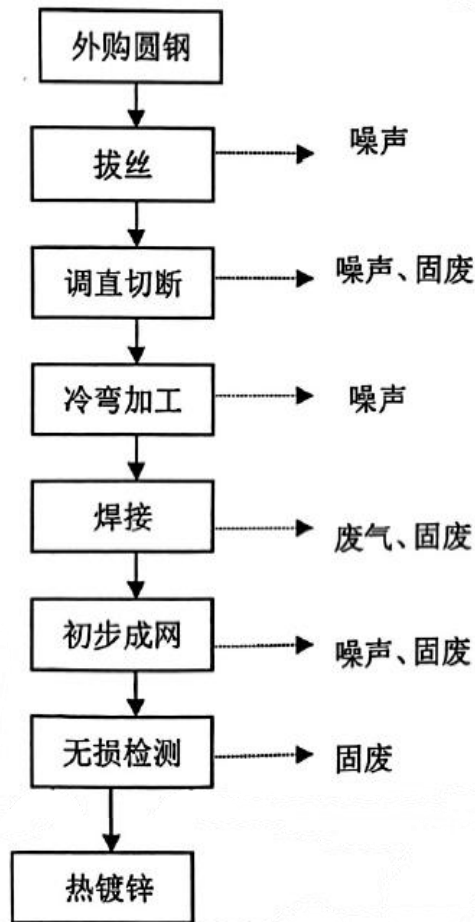 外购圆钢
拔丝
噪声
调直切断
噪声、固废
冷弯加工
噪声
焊接
废气、固废
初步成网
噪声、固废
无损检测
固废
热镀锌